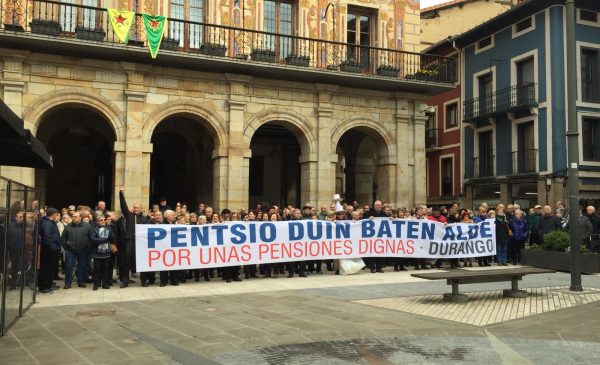 PENTSIO DUIN BATEN ALDE
POR UNAS PENSIONES DIGNAS · DURANGO